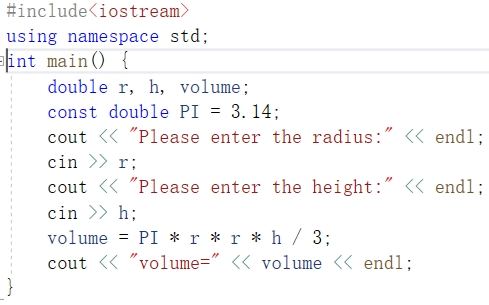 #include<iostream>
using namespace std;
int main() {
    double r, h, volume;
    const double PI = 3.14;
    cout << "Please enter the radius:" << endl;
    cin >> r;
    cout << "Please enter the height:" << endl;
    cin >> h;
    volume = PI * r * r * h / 3;
    cout << "volume=" << volume << endl;
}